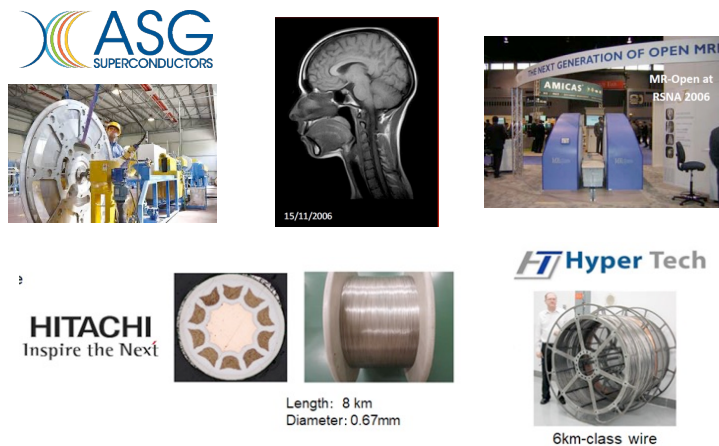 ASG
SUPERCONDUCTORS
15/11/2006
THE NEXT GENERATION OF OPEN MRI
MR-Open at
RSNA 2006
AMICAS
e
HITACHI
Inspire the Next
Length: 8 km
Diameter: 0.67mm
HT Hyper Tech
6km-class wire